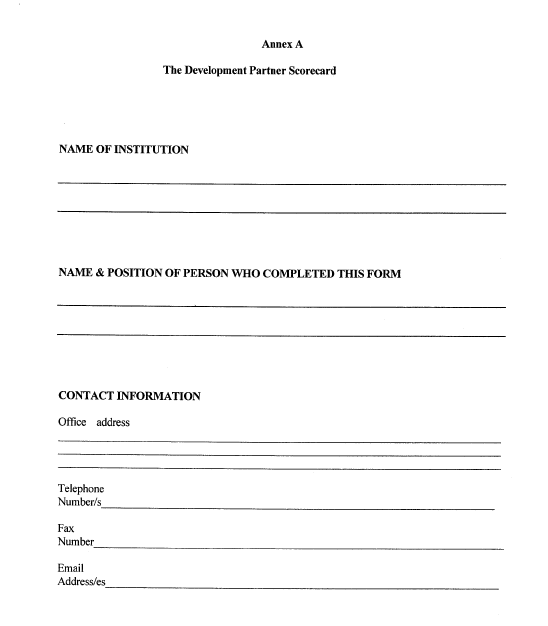 Annex A
The Development Partner Scorecard
NAME OF INSTITUTION
NAME & POSITION OF PERSON WHO COMPLETED THIS FORM
CONTACT INFORMATION
Office address
Telephone
Number/s
Fax
Number
Email
Address/es